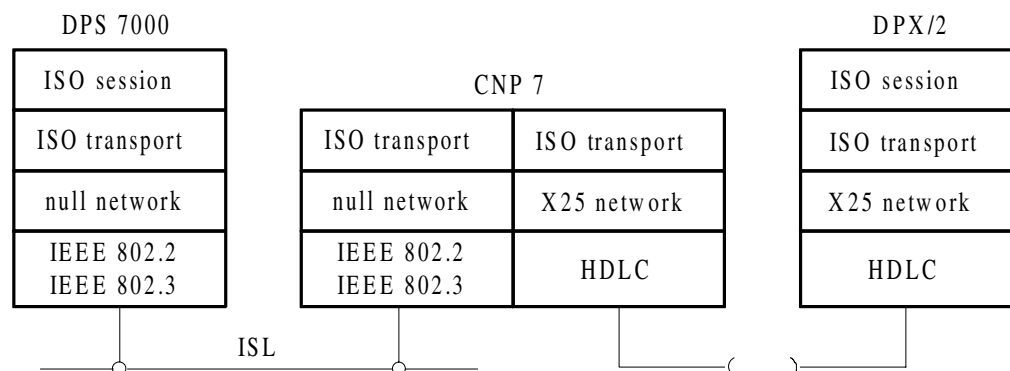 DPS 7000
ISO session
ISO transport
null network
IEEE 802.2
IEEE 802.3
CNP 7
ISO transport
null network
IEEE 802.2
IEEE 802.3
ISO transport
X25 network
HDLC
DPX/2
ISO session
ISO transport
X25 network
HDLC
ISL